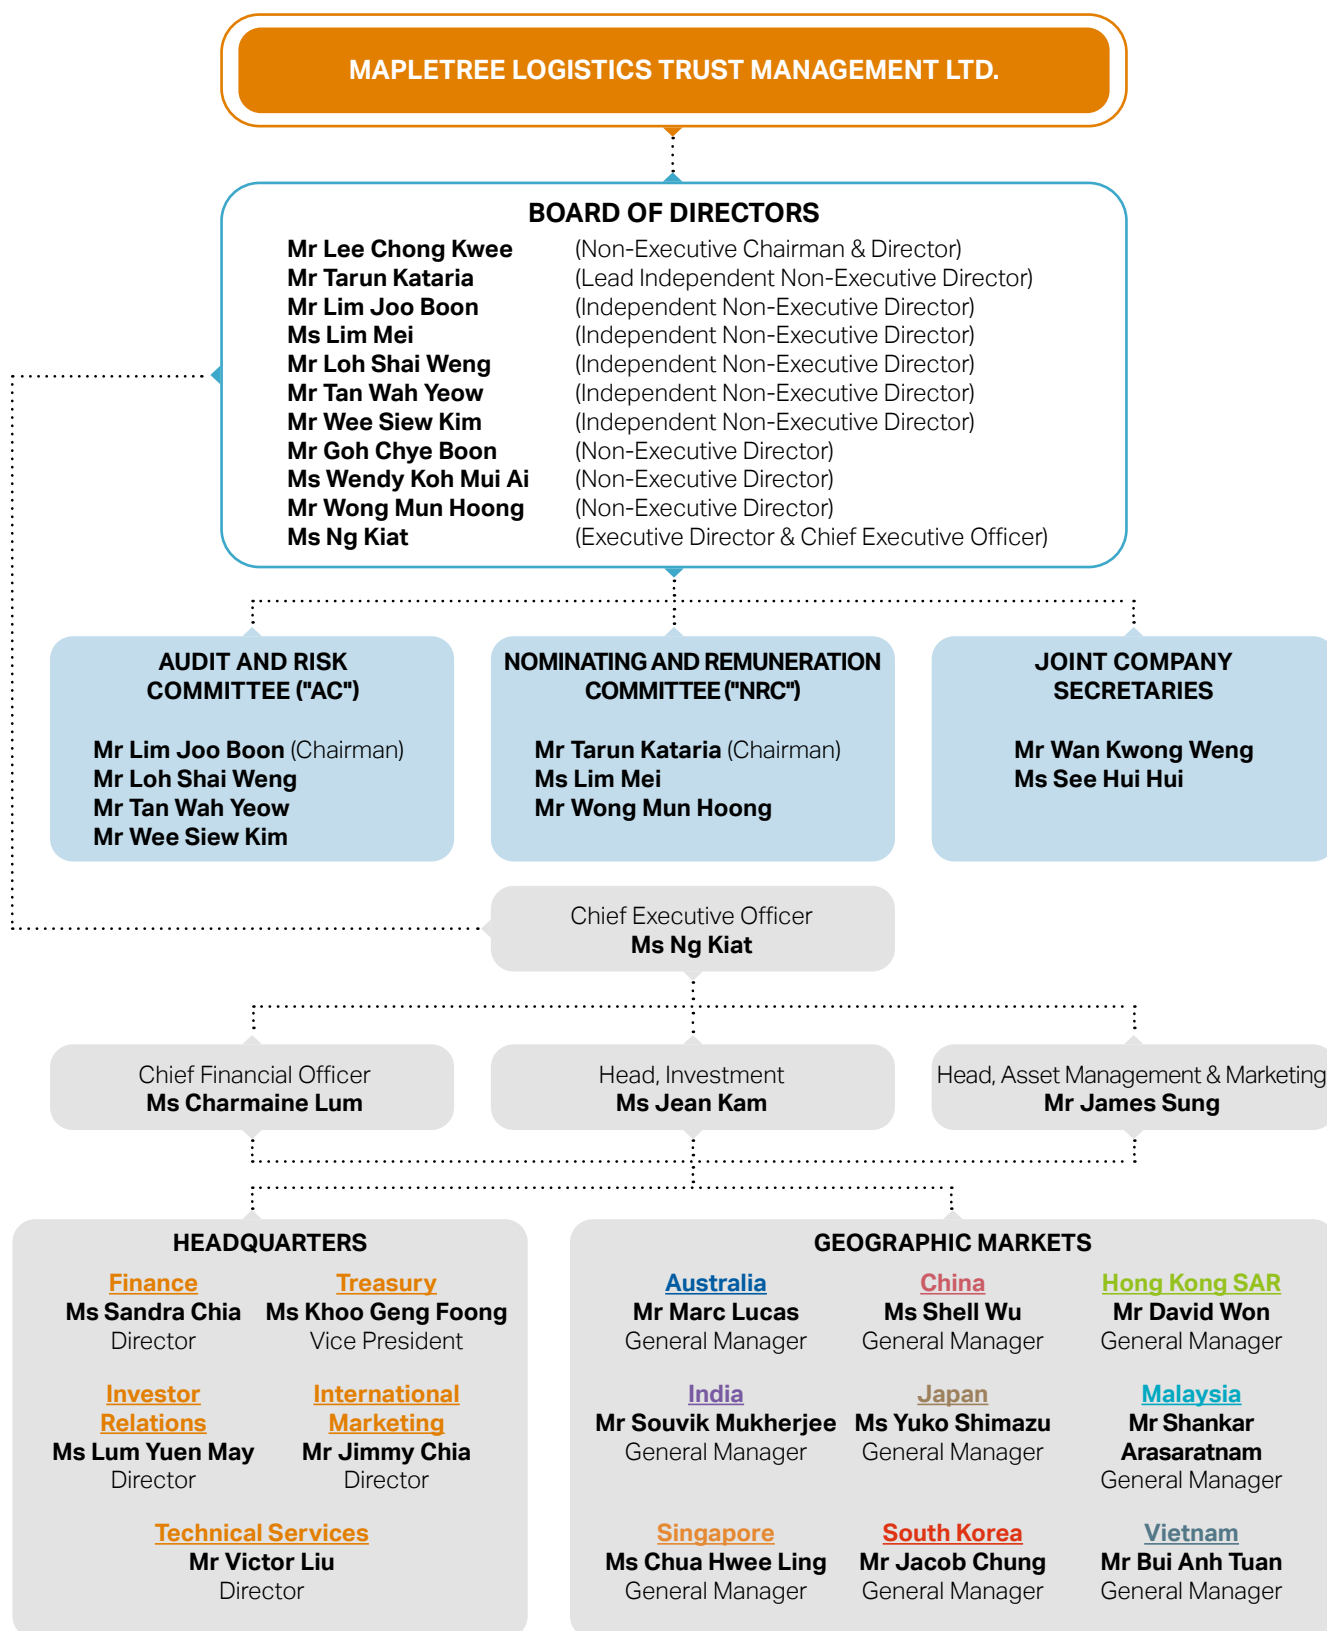 MAPLETREE LOGISTICS TRUST MANAGEMENT LTD.
BOARD OF DIRECTORS
Mr Lee Chong Kwee (Non-Executive Chairman & Director)
Mr Tarun Kataria (Lead Independent Non-Executive Director)
Mr Lim Joo Boon (Independent Non-Executive Director)
Ms Lim Mei (Independent Non-Executive Director)
Mr Loh Shai Weng (Independent Non-Executive Director)
Mr Tan Wah Yeow (Independent Non-Executive Director)
Mr Wee Siew Kim (Independent Non-Executive Director)
Mr Goh Chye Boon (Non-Executive Director)
Ms Wendy Koh Mui Ai (Non-Executive Director)
Mr Wong Mun Hoong (Non-Executive Director)
Ms Ng Kiat (Executive Director & Chief Executive Officer)
AUDIT AND RISK
COMMITTEE ("AC")
Mr Lim Joo Boon (Chairman)
Mr Loh Shai Weng
Mr Tan Wah Yeow
Mr Wee Siew Kim
NOMINATING AND REMUNERATION
COMMITTEE ("NRC")
Mr Tarun Kataria (Chairman)
Ms Lim Mei
Mr Wong Mun Hoong
JOINT COMPANY
SECRETARIES
Mr Wan Kwong Weng
Ms See Hui Hui
Chief Executive Officer
Ms Ng Kiat
Chief Financial Officer
Ms Charmaine Lum
Head, Investment
Ms Jean Kam
Head, Asset Management & Marketing
Mr James Sung
HEADQUARTERS
Finance
Ms Sandra Chia
Director
Treasury
Ms Khoo Geng Foong
Vice President
Investor
Relations
Ms Lum Yuen May
Director
International
Marketing
Mr Jimmy Chia
Director
Technical Services
Mr Victor Liu
Director
GEOGRAPHIC MARKETS
Australia
Mr Marc Lucas
General Manager
China
Ms Shell Wu
General Manager
Hong Kong SAR
Mr David Won
General Manager
India
Mr Souvik Mukherjee
General Manager
Japan
Ms Yuko Shimazu
General Manager
Malaysia
Mr Shankar
Arasaratnam
General Manager
Singapore
Ms Chua Hwee Ling
General Manager
South Korea
Mr Jacob Chung
General Manager
Vietnam
Mr Bui Anh Tuan
General Manager